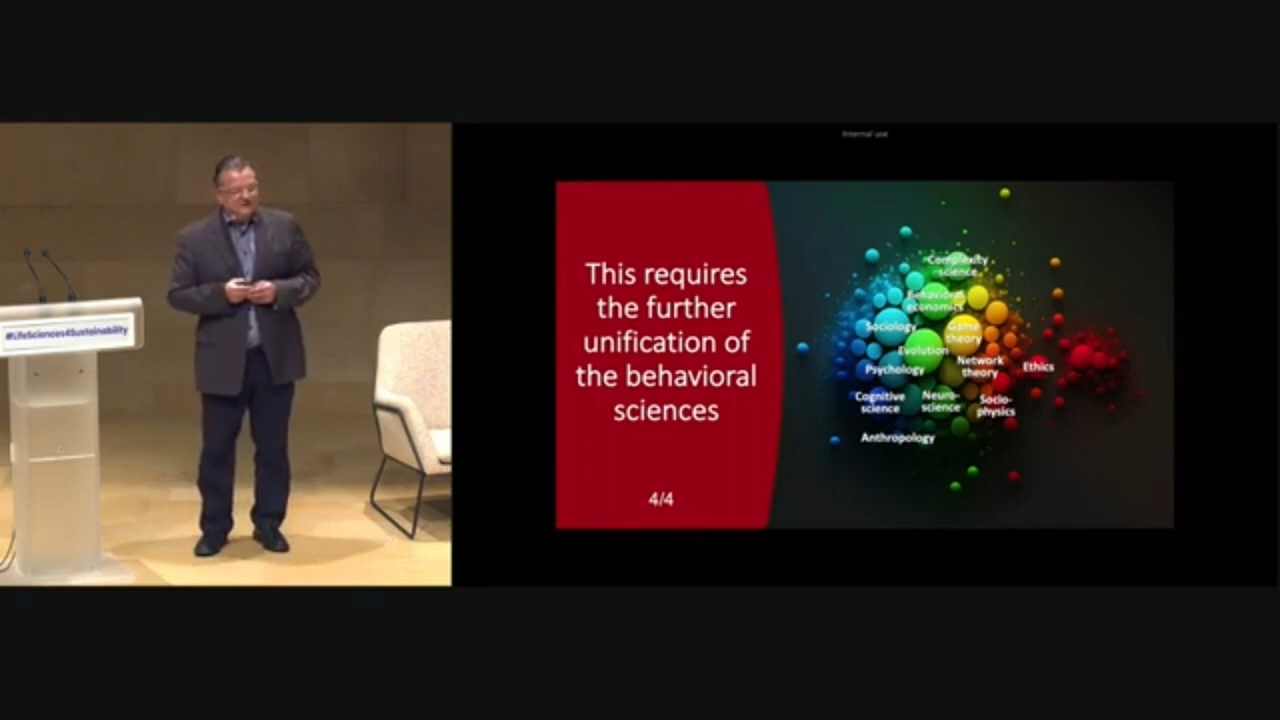 #LifeSciences4Sustainability
Internal use
This requires
the further
unification of
the behavioral
sciences
4/4
Complexity
science
Behavioral
economics
Sociology
Game
theory
Evolution
Psychology
Network
theory
Ethics
Cognitive
science
Neuro-
science
Socio-
physics
Anthropology